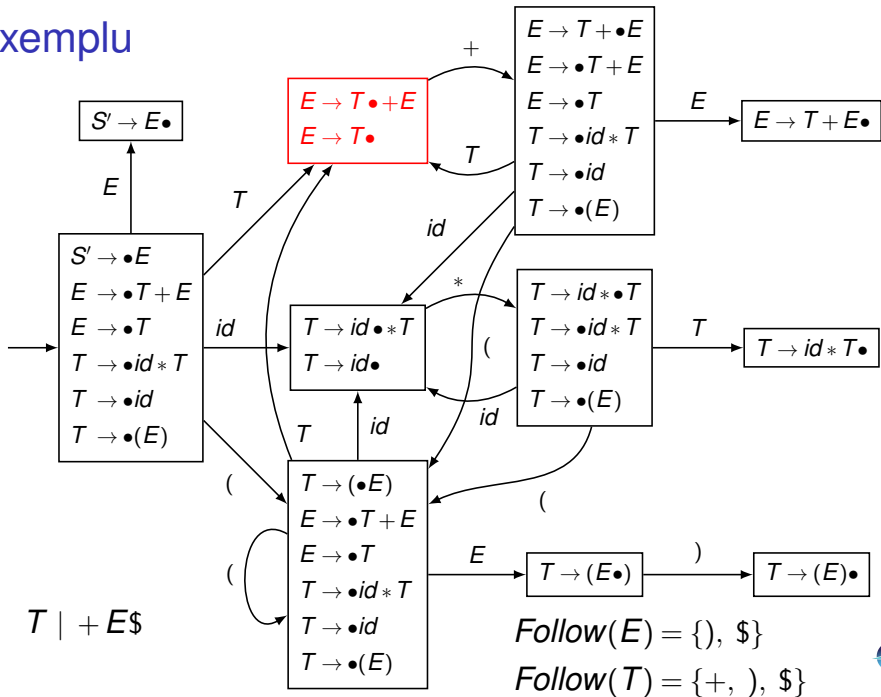 xemplu
S′ → E•
E
S′ → •E
E → •T + E
E → •T
T → •id ∗ T
T → •id
T → •(E)
T
id
(
E → T • +E
E → T•
+
T
E → T + •E
E → •T + E
E → •T
T → •id ∗ T
T → •id
T → •(E)
E
E → T + E•
id
(
T → id • ∗T
T → id•
∗
id
T → id ∗ •T
T → •id ∗ T
T → •id
T → •(E)
T
T → id ∗ T•
(
T
id
(
T → (•E)
E → •T + E
E → •T
T → •id ∗ T
T → •id
T → •(E)
E
T → (E•)
)
T → (E)•
T | + E$
Follow(E) = {), $}
Follow(T) = {+, ), $}